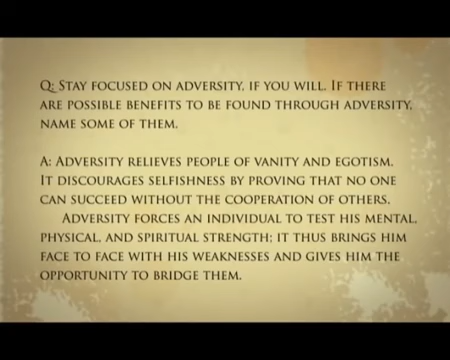 Q: Stay focused on adversity, if you will. If there
are possible benefits to be found through adversity,
name some of them.
A: Adversity relieves people of vanity and egotism.
It discourages selfishness by proving that no one
can succeed without the cooperation of others.
Adversity forces an individual to test his mental,
physical, and spiritual strength; it thus brings him
face to face with his weaknesses and gives him the
opportunity to bridge them.